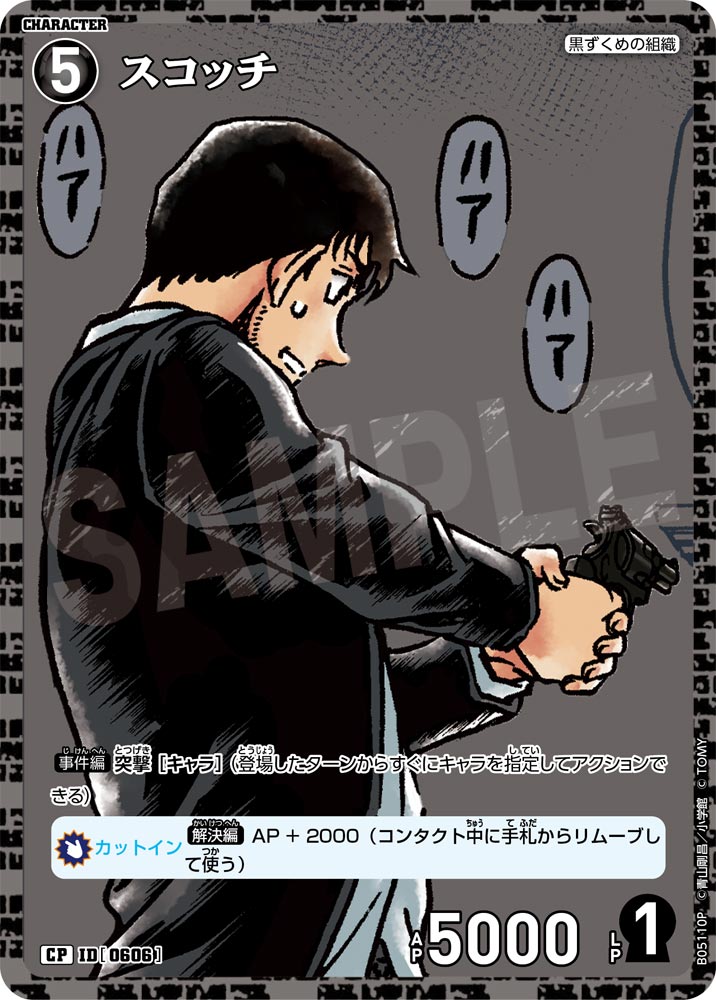 CHARACTER
5
スコッチ
黒ずくめの組織
ハア
ハア
ハア
SAMPLE
事件編 突撃［キャラ］（登場したターンからすぐにキャラを指定してアクションで
きる）
カットイン 解決編 AP + 2000（コンタクト中に手札からリムーブし
て使う）
AP 5000 LP 1
CP ID[0606]
B05110P ©青山剛昌／小学館 © TOMY